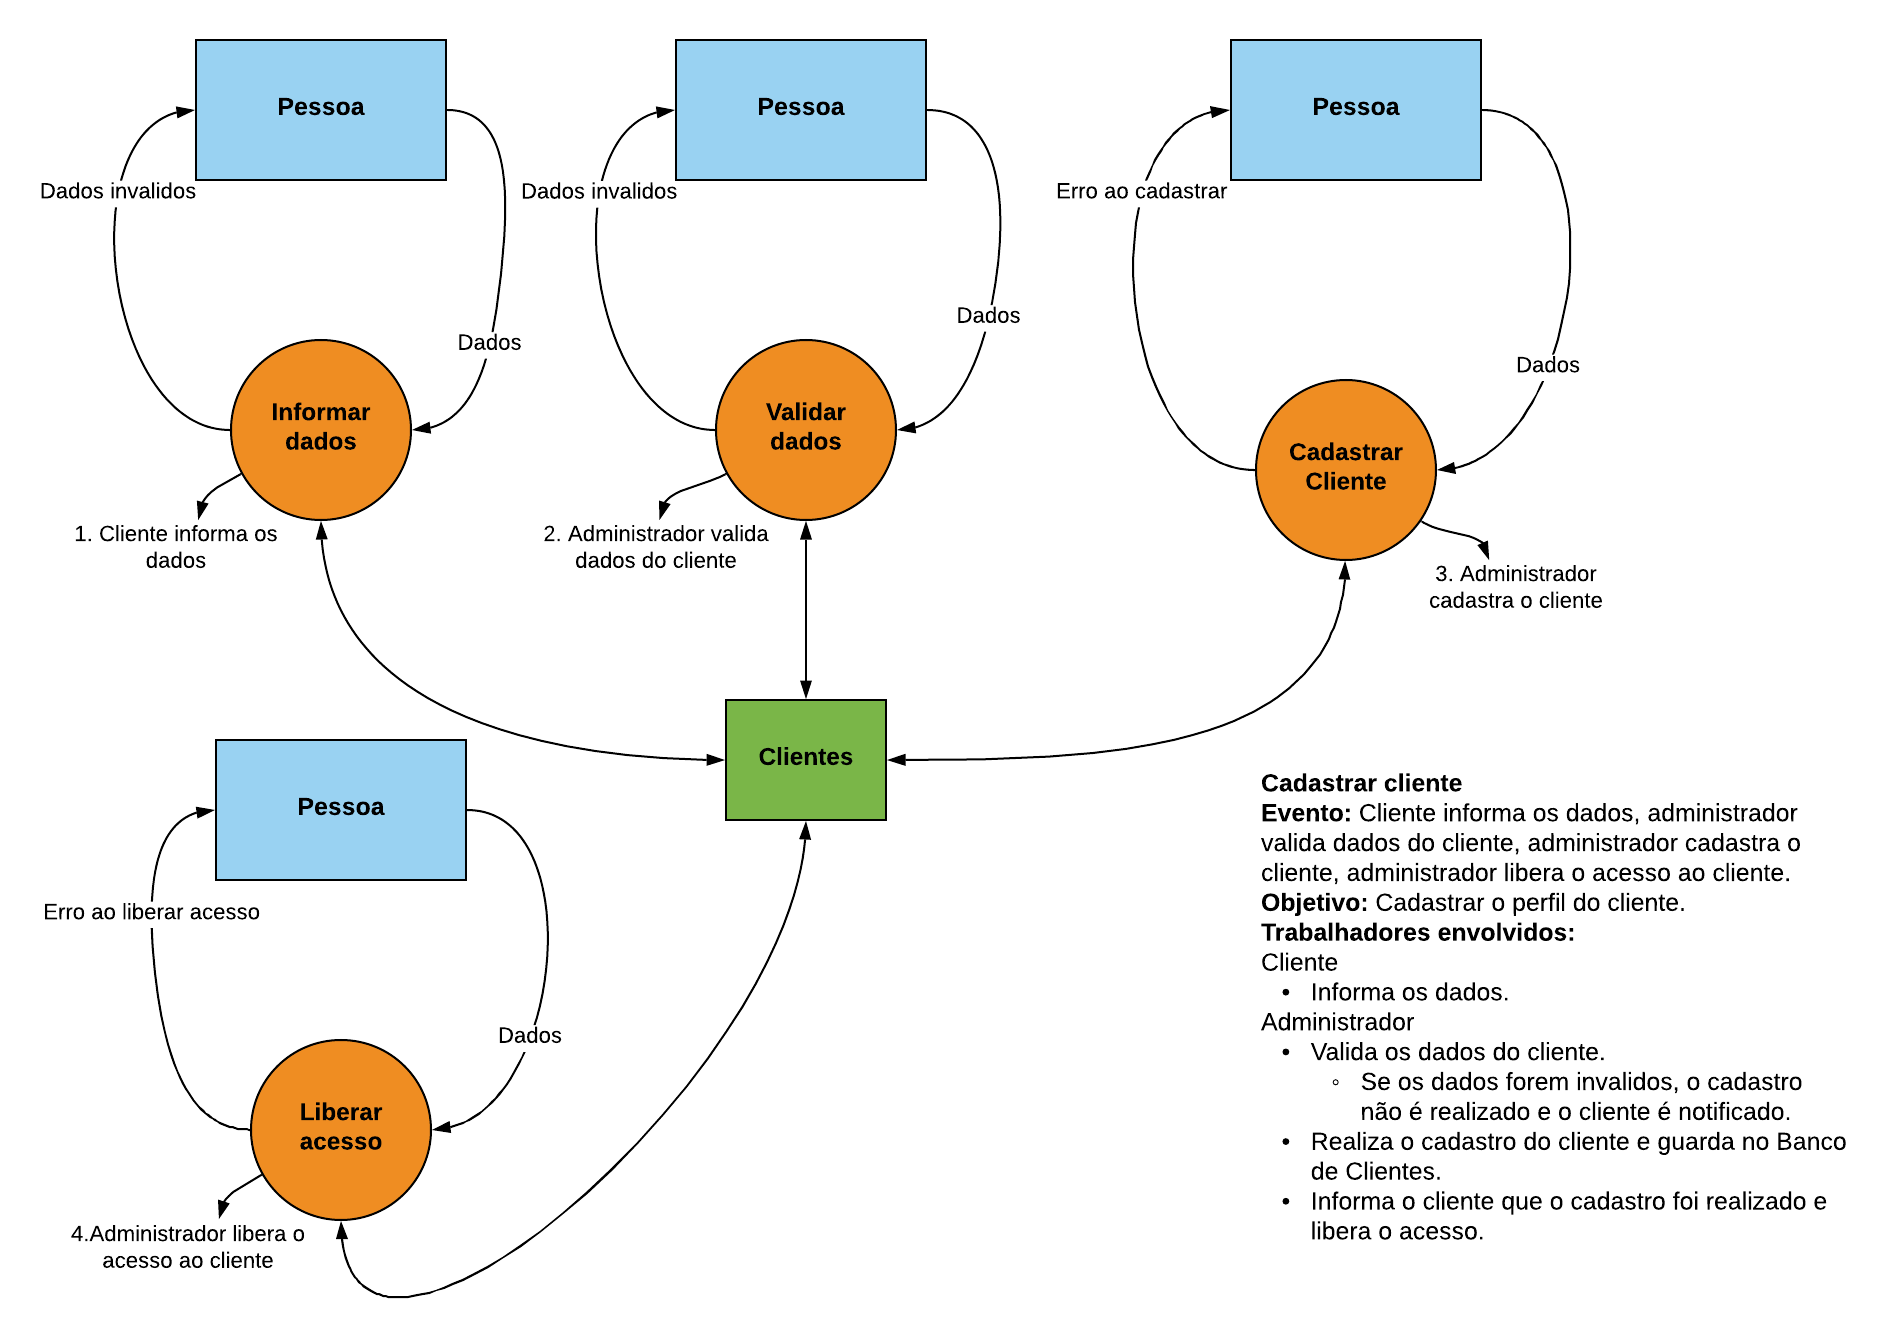 Pessoa
Pessoa
Pessoa
Dados invalidos
Dados invalidos
Erro ao cadastrar
Dados
Dados
Dados
Informar
dados
Validar
dados
Cadastrar
Cliente
1. Cliente informa os
dados
2. Administrador valida
dados do cliente
3. Administrador
cadastra o cliente
Clientes
Pessoa
Erro ao liberar acesso
Dados
Liberar
acesso
4.Administrador libera o
acesso ao cliente
Cadastrar cliente
Evento: Cliente informa os dados, administrador
valida dados do cliente, administrador cadastra o
cliente, administrador libera o acesso ao cliente.
Objetivo: Cadastrar o perfil do cliente.
Trabalhadores envolvidos:
Cliente
• Informa os dados.
Administrador
• Valida os dados do cliente.
◦ Se os dados forem invalidos, o cadastro
não é realizado e o cliente é notificado.
• Realiza o cadastro do cliente e guarda no Banco
de Clientes.
• Informa o cliente que o cadastro foi realizado e
libera o acesso.